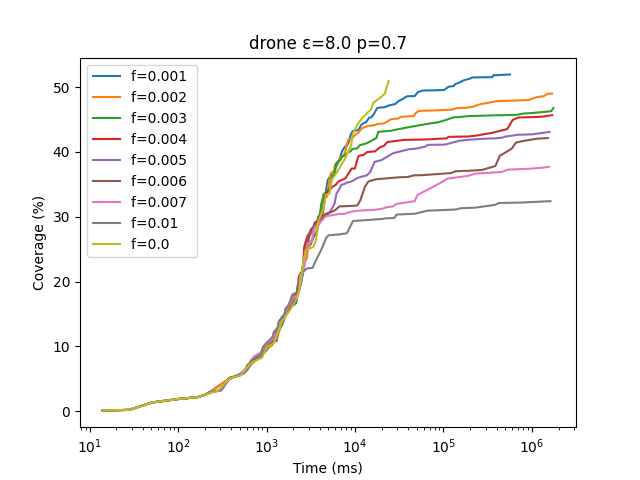 drone ε=8.0 p=0.7
f=0.001
f=0.002
f=0.003
f=0.004
f=0.005
f=0.006
f=0.007
f=0.01
f=0.0
Coverage (%)
50
40
30
20
10
0
10¹ 10² 10³ 10⁴ 10⁵ 10⁶
Time (ms)